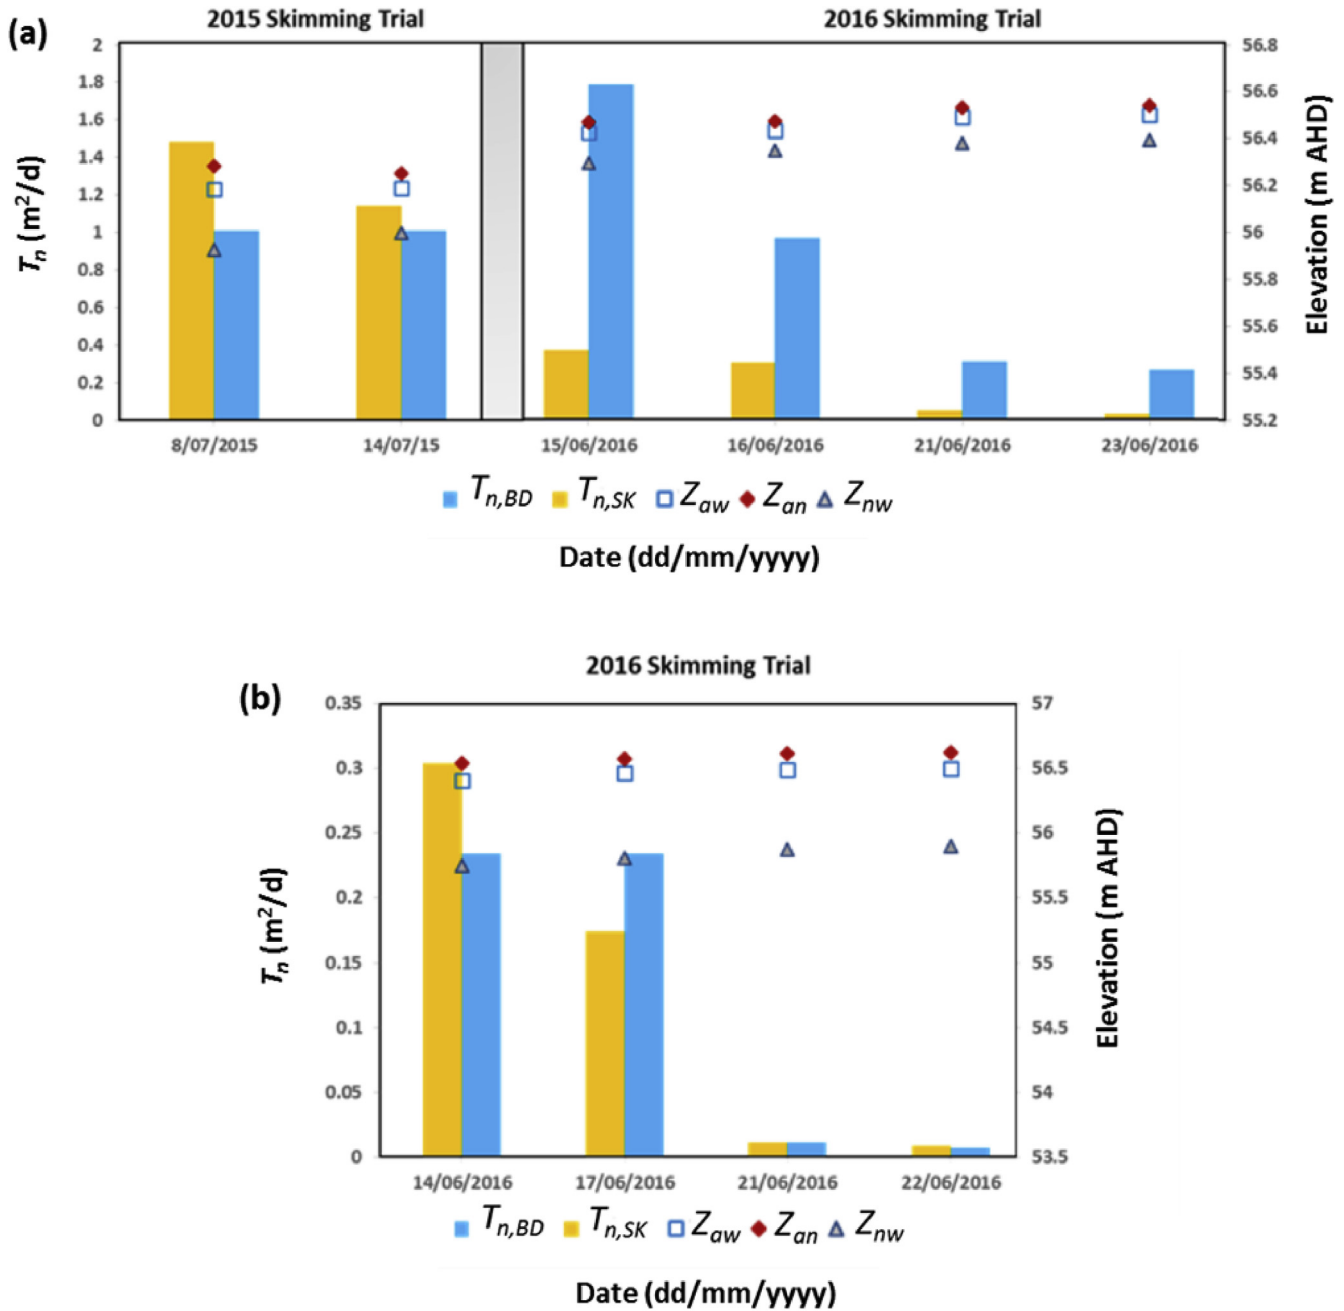 (a)
2015 Skimming Trial 2016 Skimming Trial
2 56.8
1.8 56.6
1.6 56.4
1.4 56.2
1.2 56
1 55.8
0.8 55.6
0.6 55.4
0.4 55.2
0.2
0
Tn (m2/d)
Elevation (m AHD)
8/07/2015 14/07/15 15/06/2016 16/06/2016 21/06/2016 23/06/2016
Tn,BD Tn,SK Zaw Zan Znw
Date (dd/mm/yyyy)
(b)
2016 Skimming Trial
0.35 57
0.3 56.5
0.25 56
0.2 55.5
0.15 55
0.1 54.5
0.05 54
0 53.5
Tn (m2/d)
Elevation (m AHD)
14/06/2016 17/06/2016 21/06/2016 22/06/2016
Tn,BD Tn,SK Zaw Zan Znw
Date (dd/mm/yyyy)